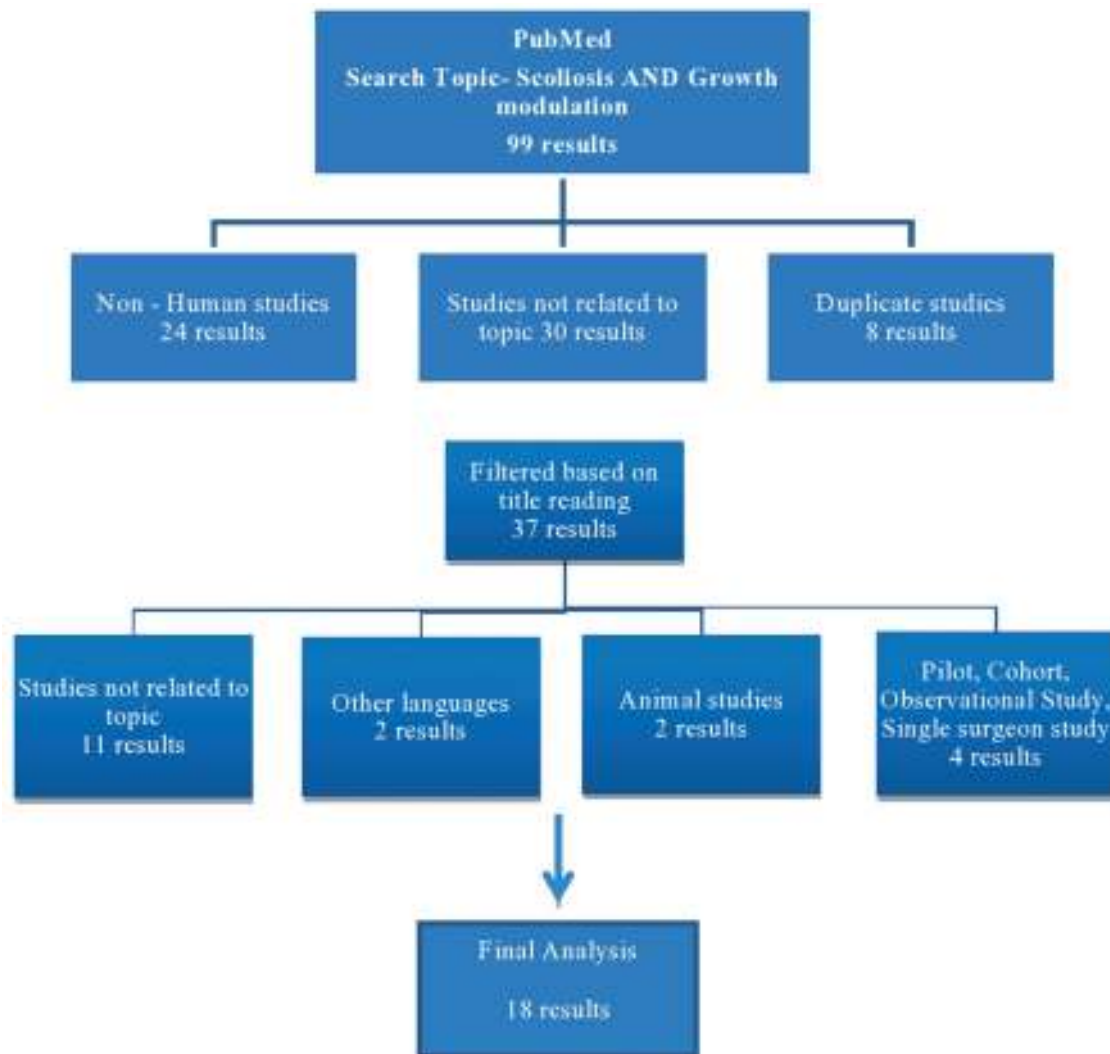 PubMed
Search Topic- Scoliosis AND Growth
modulation
99 results
Non - Human studies
24 results
Studies not related to
topic 30 results
Duplicate studies
8 results
Filtered based on
title reading
37 results
Studies not related to
topic
11 results
Other languages
2 results
Animal studies
2 results
Pilot, Cohort,
Observational Study,
Single surgeon study
4 results
Final Analysis
18 results